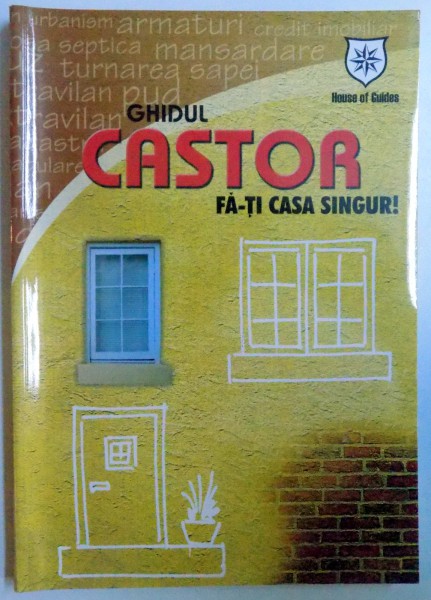 urbanism armaturi credit imobiliar
septica mansardare
turnarea sapei
travilan pud
travilan
House of Guides
GHIDUL
CASTOR
FĂ-ȚI CASA SINGUR!